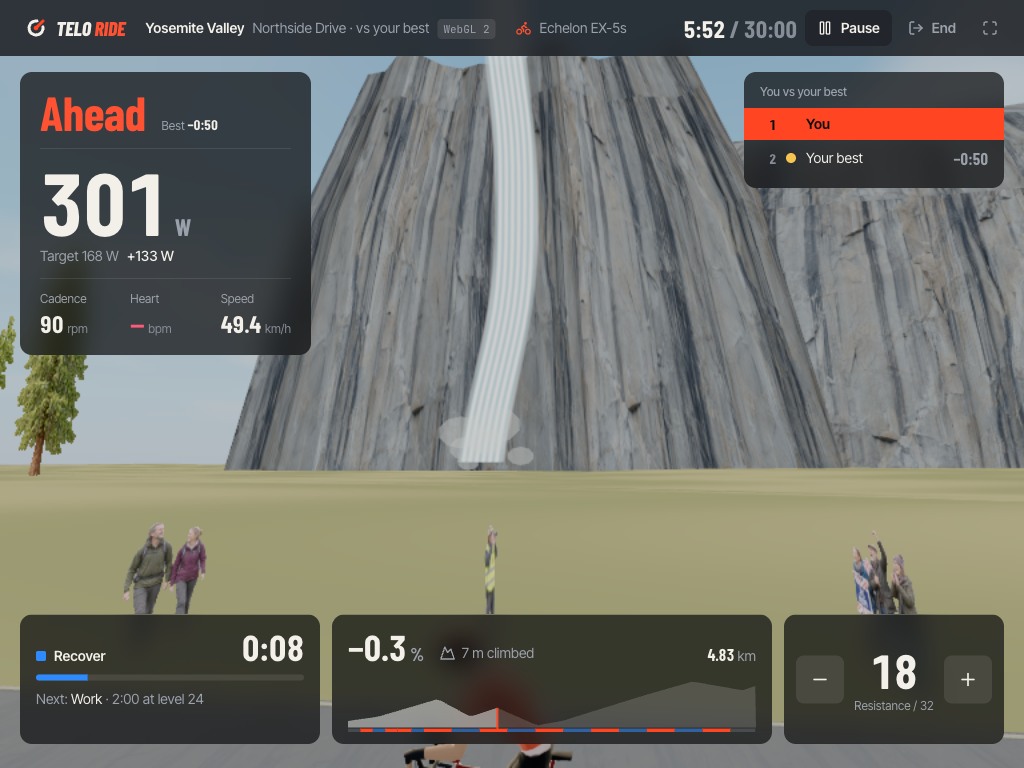 TELO RIDE Yosemite Valley Northside Drive · vs your best WebGL 2 Echelon EX-5s 5:52 / 30:00 Pause End
Ahead Best −0:50
301 W
Target 168 W +133 W
Cadence Heart Speed
90 rpm – bpm 49.4 km/h
You vs your best
1 You
2 Your best −0:50
Recover 0:08
Next: Work · 2:00 at level 24
−0.3 % 7 m climbed 4.83 km
− 18 +
Resistance / 32